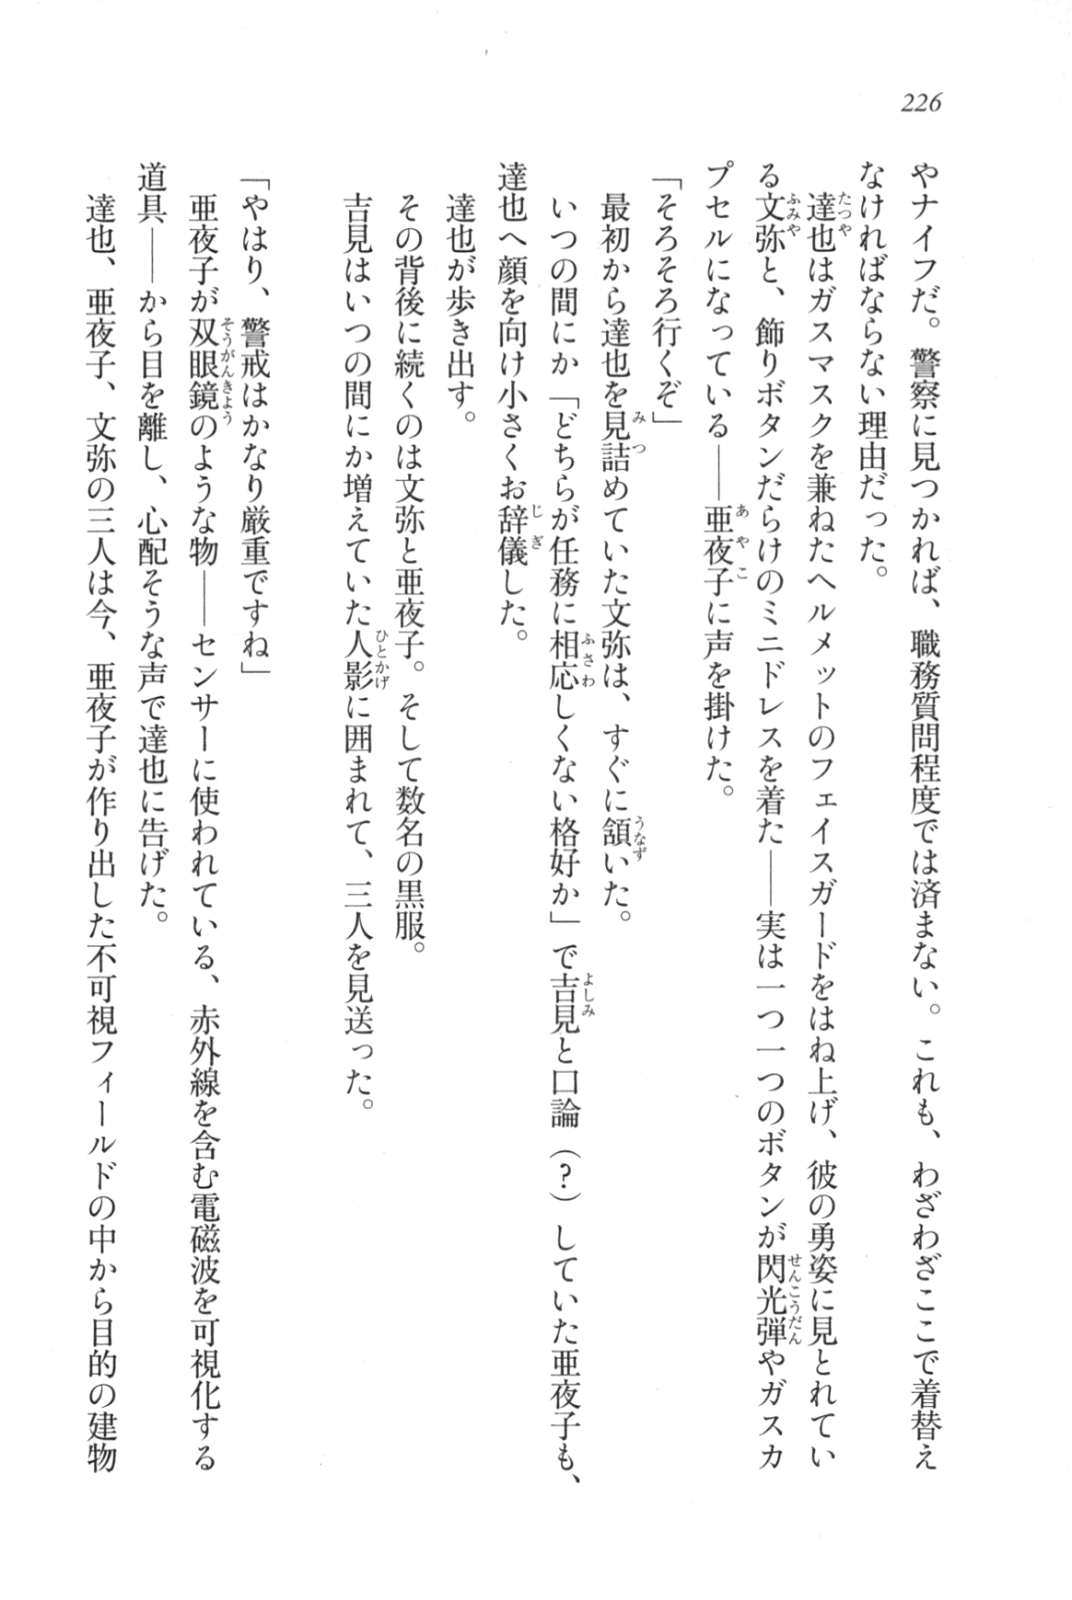 226
やナイフだ。警察に見つかれば、職務質問程度では済まない。これも、わざわざここで着替え
なければならない理由だった。
　達也はガスマスクを兼ねたヘルメットのフェイスガードをはね上げ、彼の勇姿に見とれてい
る文弥と、飾りボタンだらけのミニドレスを着た――実は一つ一つのボタンが閃光弾やガスカ
プセルになっている――亜夜子に声を掛けた。
「そろそろ行くぞ」
　最初から達也を見詰めていた文弥は、すぐに頷いた。
　いつの間にか「どちらが任務に相応しくない格好か」で吉見と口論（？）していた亜夜子も、
達也へ顔を向け小さくお辞儀した。
　達也が歩き出す。
　その背後に続くのは文弥と亜夜子。そして数名の黒服。
　吉見はいつの間にか増えていた人影に囲まれて、三人を見送った。
「やはり、警戒はかなり厳重ですね」
　亜夜子が双眼鏡のような物――センサーに使われている、赤外線を含む電磁波を可視化する
道具――から目を離し、心配そうな声で達也に告げた。
　達也、亜夜子、文弥の三人は今、亜夜子が作り出した不可視フィールドの中から目的の建物